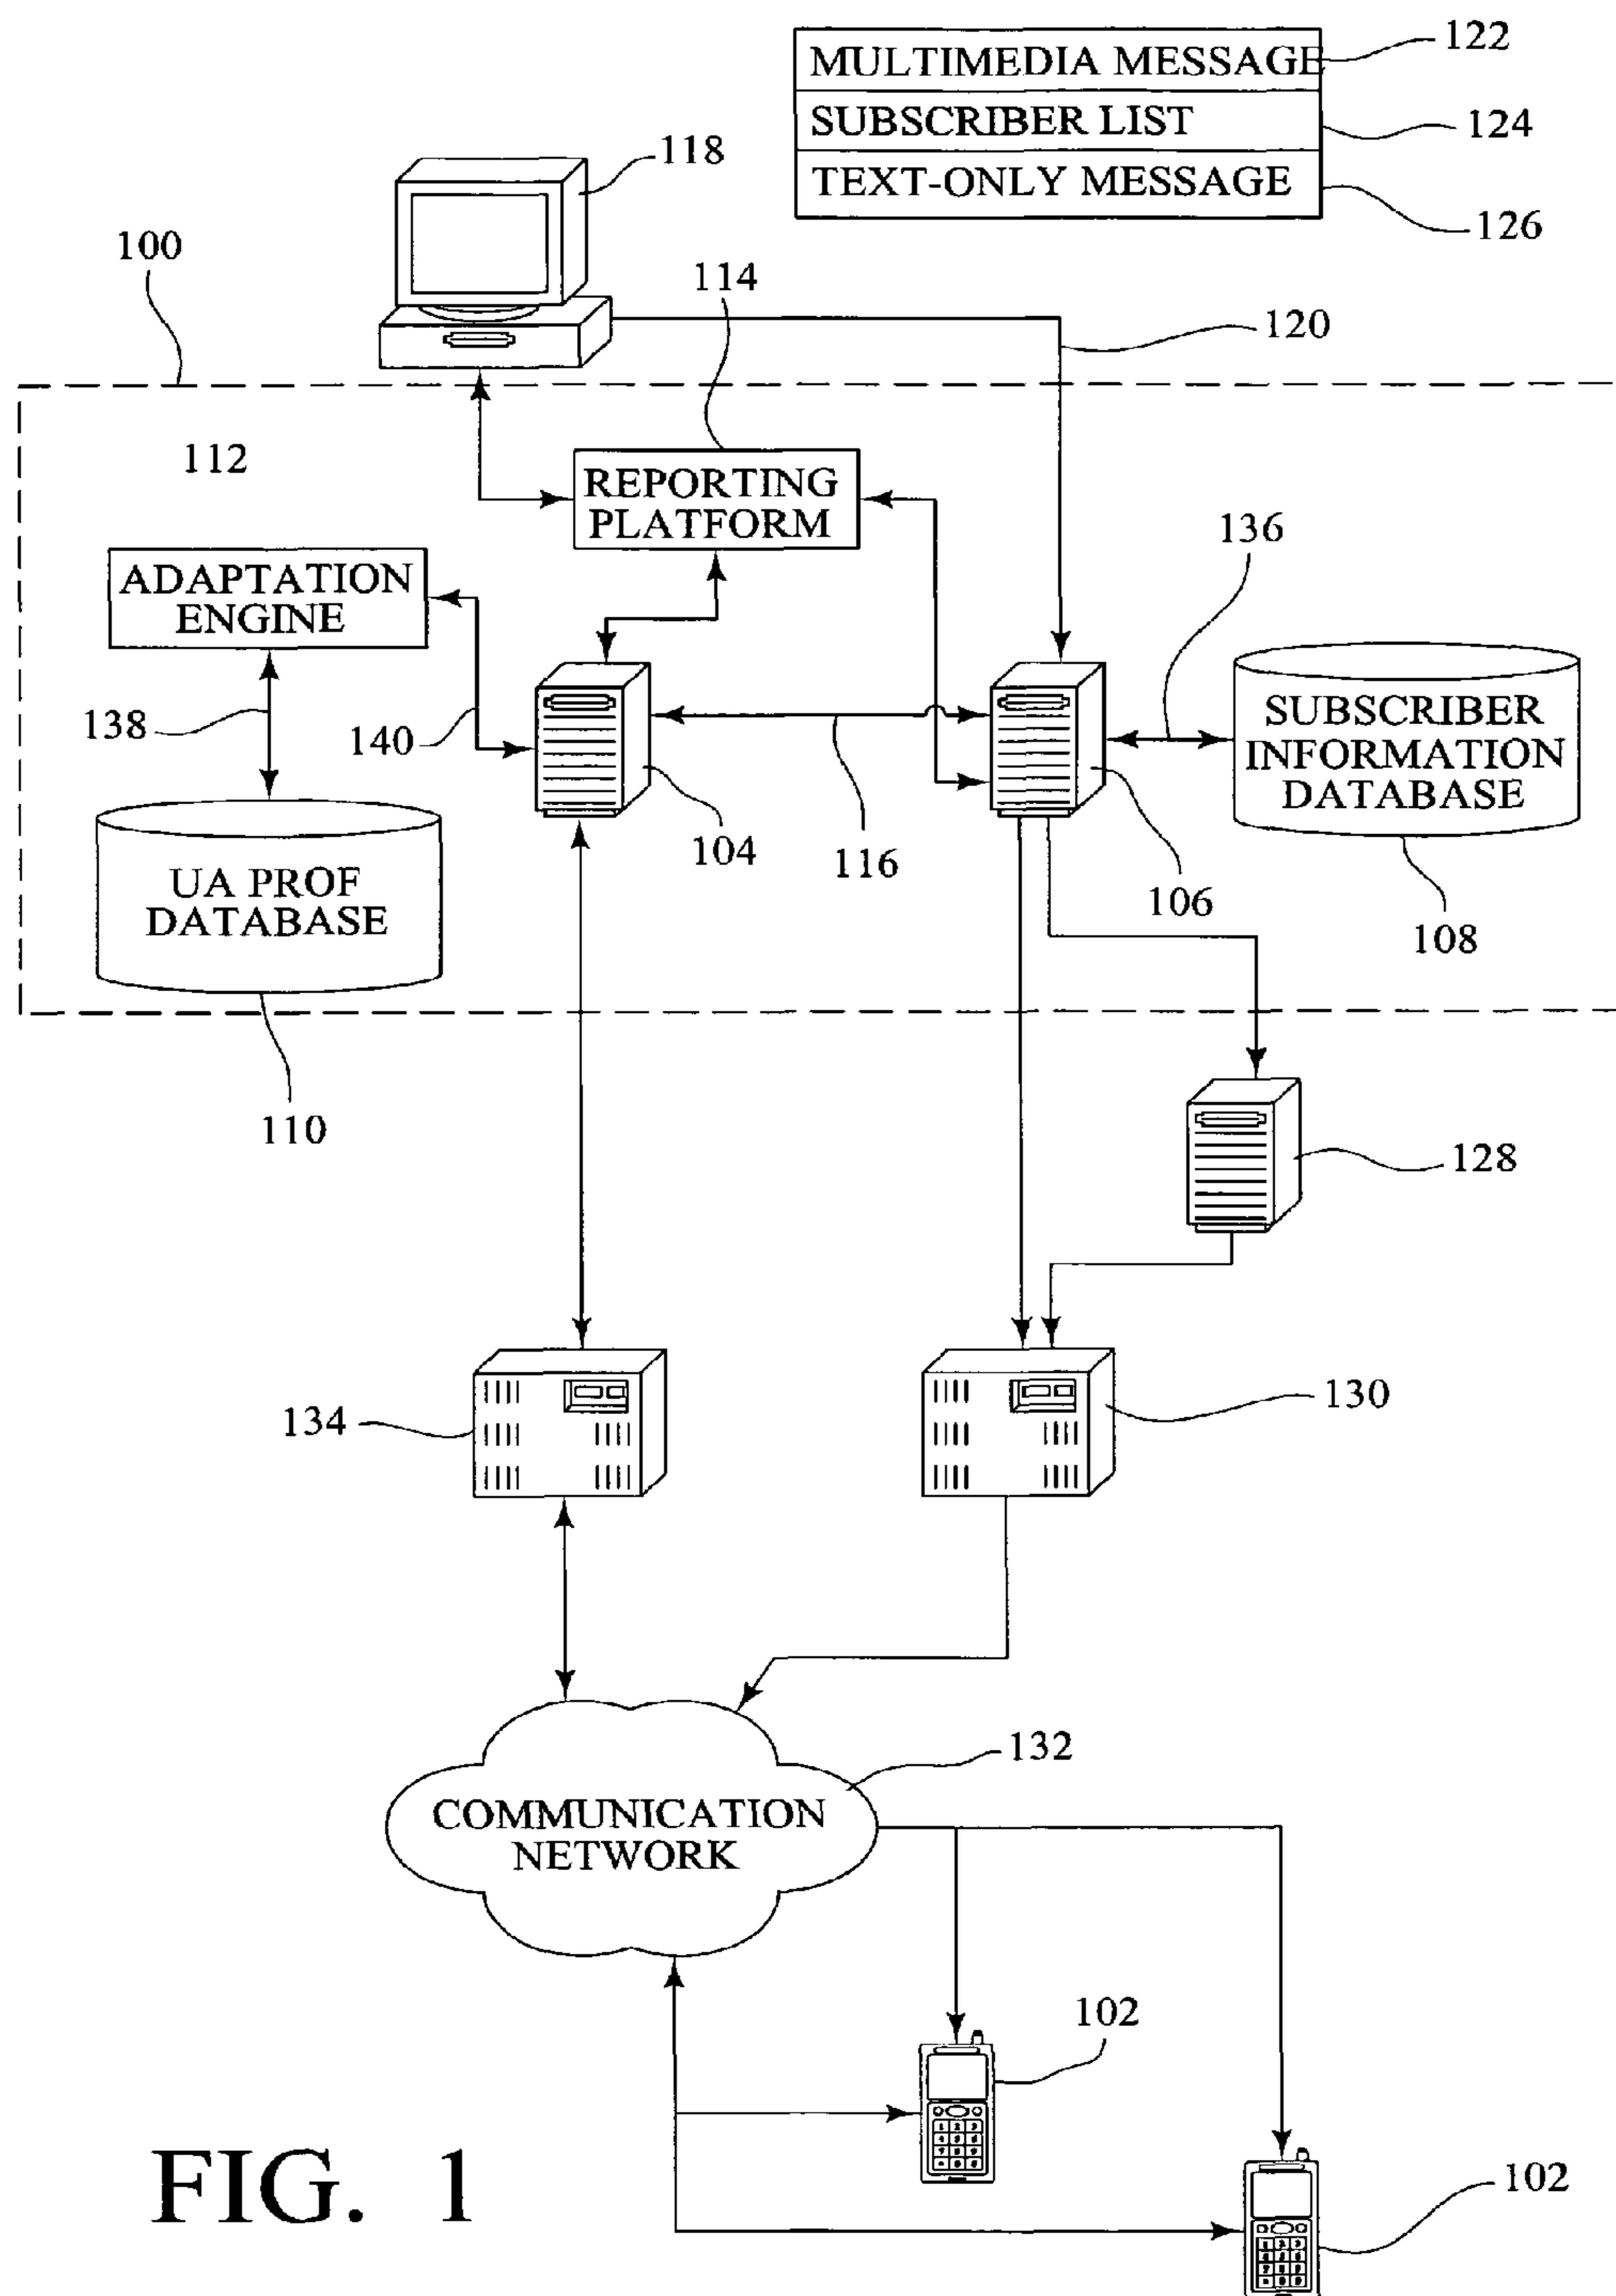 MULTIMEDIA MESSAGE
122
SUBSCRIBER LIST
124
TEXT-ONLY MESSAGE
126
118
100
114
120
112
REPORTING
PLATFORM
136
ADAPTATION
ENGINE
138
140
SUBSCRIBER
INFORMATION
DATABASE
104
116
106
108
UA PROF
DATABASE
110
128
134
130
132
COMMUNICATION
NETWORK
102
102
FIG. 1